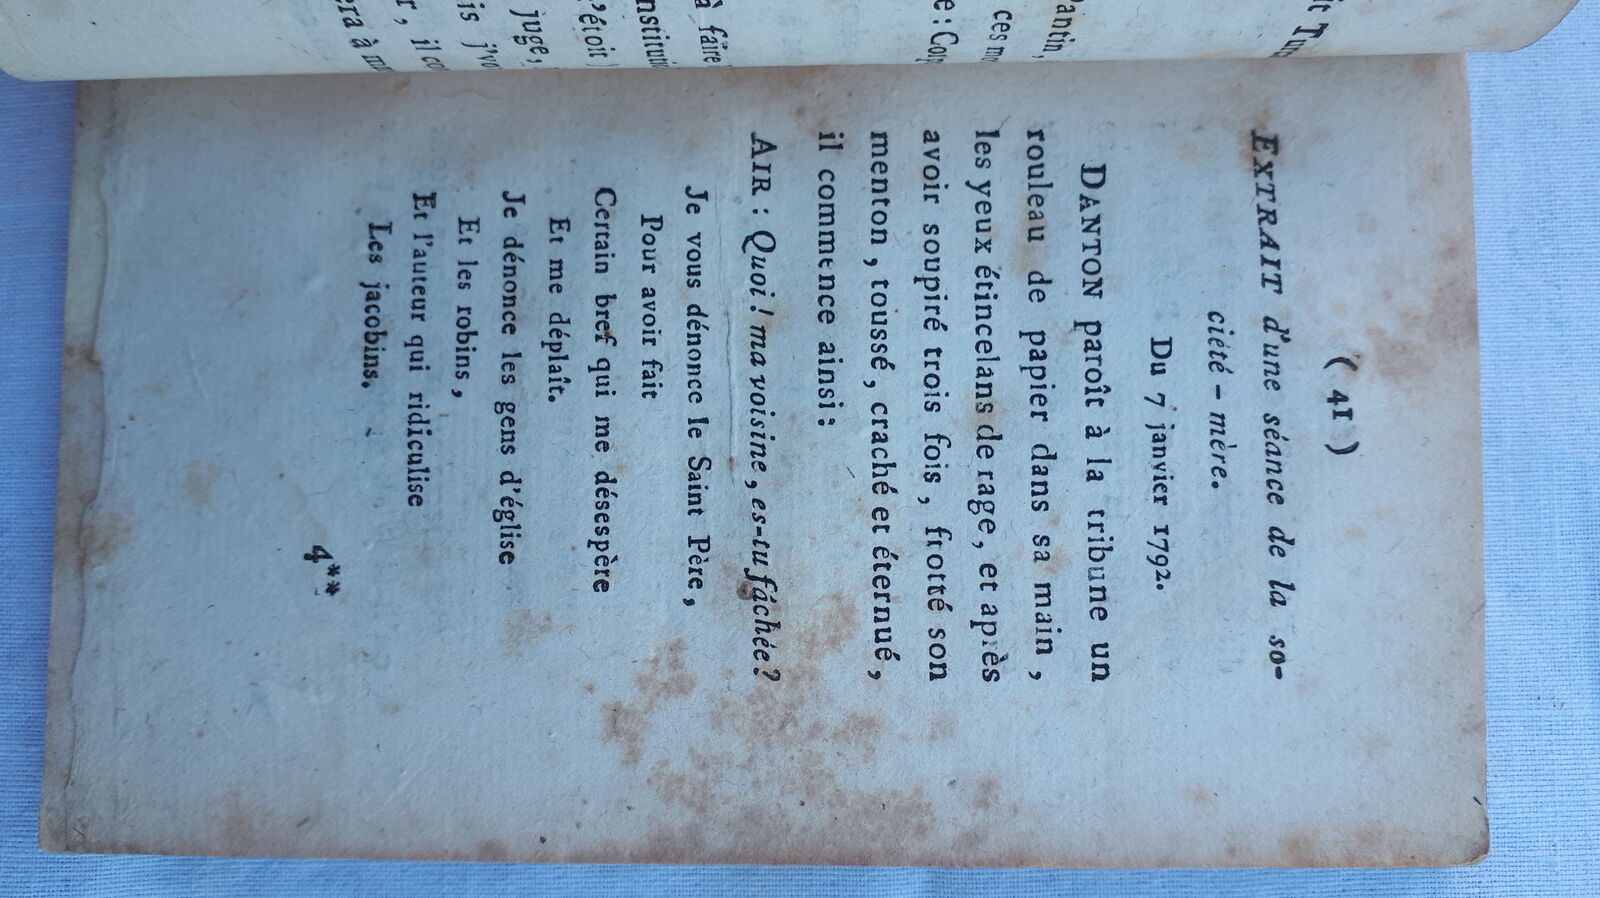 ( 41 )
EXTRAIT d'une séance de la so-
ciété-mère.
Du 7 janvier 1792.
DANTON paroît à la tribune un
rouleau de papier dans sa main,
les yeux étincelans de rage, et après
avoir soupiré trois fois, frotté son
menton, toussé, craché et éternué,
il commence ainsi:
AIR: Quoi! ma voisine, es-tu fâchée?
Je vous dénonce le Saint Père,
Pour avoir fait
Certain bref qui me désespère
Et me déplaît.
Je dénonce les gens d'église
Et les robins,
Et l'auteur qui ridiculise
Les jacobins.
4**
antin,
ces
à faire
juge,